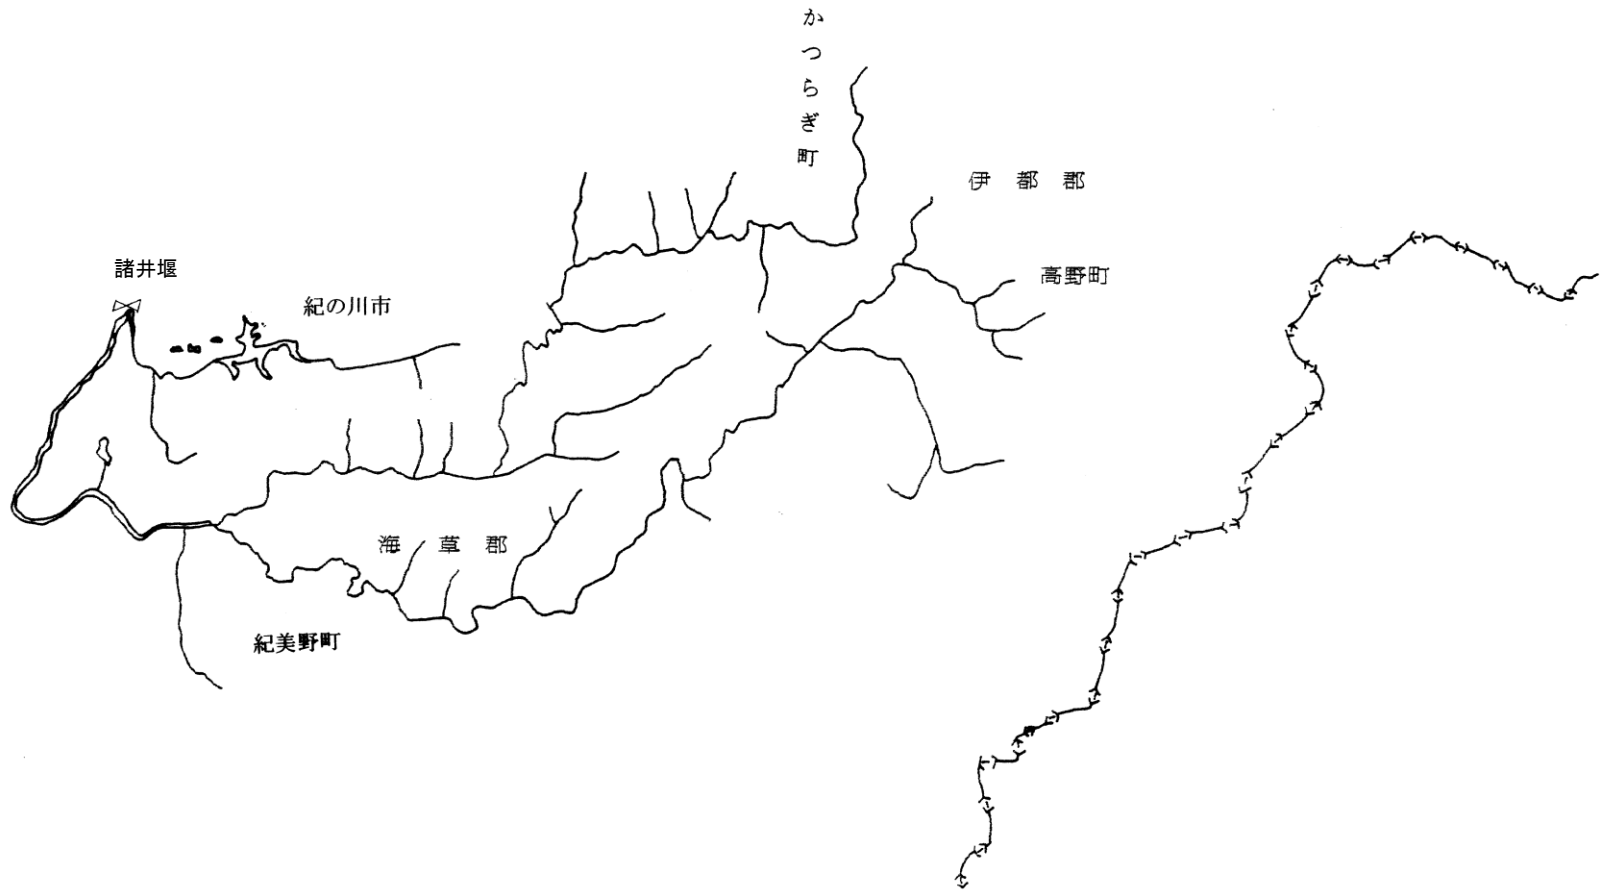 かつらぎ町
伊都郡
高野町
諸井堰
紀の川市
海草郡
紀美野町